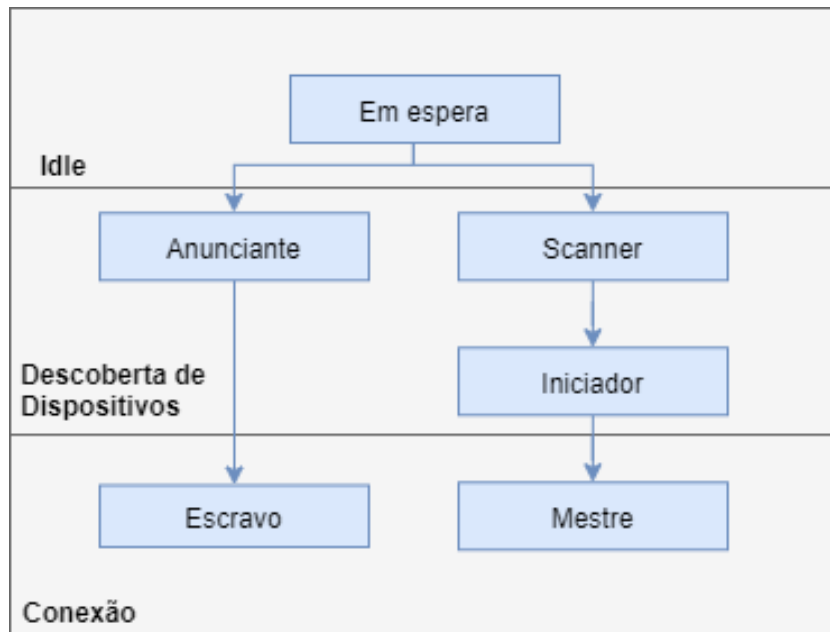 Em espera
Idle
Anunciante
Scanner
Iniciador
Descoberta de
Dispositivos
Escravo
Mestre
Conexão